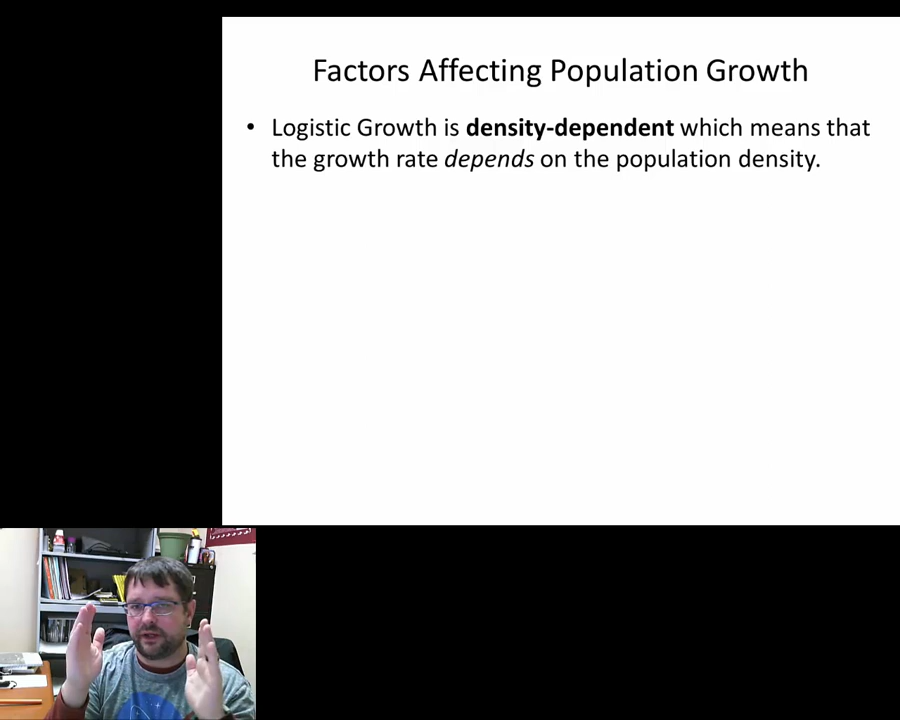 Factors Affecting Population Growth
• Logistic Growth is density-dependent which means that
the growth rate depends on the population density.